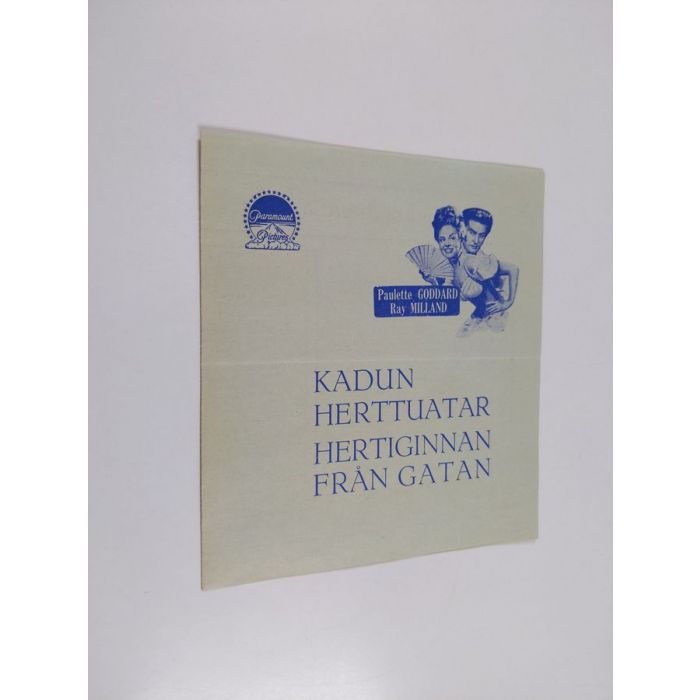 Paramount
Pictures
Paulette GODDARD
Ray MILLAND
KADUN
HERTTUATAR
HERTIGINNAN
FRÅN GATAN